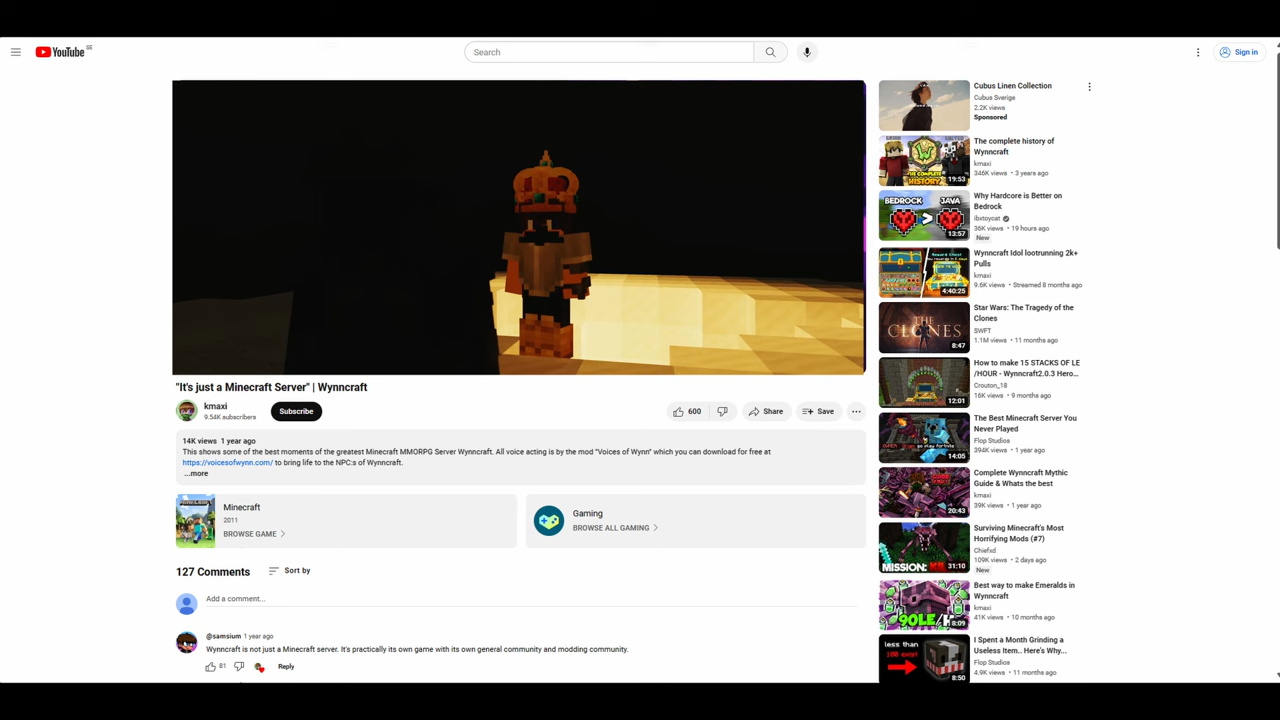 YouTube SE
Search
Sign in
"It's just a Minecraft Server" | Wynncraft
kmaxi
9.54K subscribers
Subscribe
600
Share
Save
14K views 1 year ago
This shows some of the best moments of the greatest Minecraft MMORPG Server Wynncraft. All voice acting is by the mod "Voices of Wynn" which you can download for free at
https://voicesofwynn.com/ to bring life to the NPC:s of Wynncraft.
...more
Minecraft
2011
BROWSE GAME
Gaming
BROWSE ALL GAMING
127 Comments
Sort by
Add a comment...
@samsium 1 year ago
Wynncraft is not just a Minecraft server. It's practically its own game with its own general community and modding community.
81
Reply
Cubus Linen Collection
Cubus Sverige
2.2K views
Sponsored
THE COMPLETE
HISTORY
19:53
The complete history of
Wynncraft
kmaxi
346K views • 3 years ago
BEDROCK JAVA
>
13:57
Why Hardcore is Better on
Bedrock
ibxtoycat
36K views • 19 hours ago
New
4:40:25
Wynncraft Idol lootrunning 2k+
Pulls
kmaxi
9.6K views • Streamed 8 months ago
THE
CLONES
8:47
Star Wars: The Tragedy of the
Clones
SWFT
1.1M views • 11 months ago
12:01
How to make 15 STACKS OF LE
/HOUR - Wynncraft2.0.3 Hero...
Crouton_18
16K views • 9 months ago
14:05
The Best Minecraft Server You
Never Played
Flop Studios
394K views • 1 year ago
20:43
Complete Wynncraft Mythic
Guide & Whats the best
kmaxi
39K views • 1 year ago
MISSION:
31:10
Surviving Minecraft's Most
Horrifying Mods (#7)
Chiefxd
109K views • 2 days ago
New
90LE/H
8:09
Best way to make Emeralds in
Wynncraft
kmaxi
41K views • 10 months ago
less than
100 exist
8:50
I Spent a Month Grinding a
Useless Item.. Here's Why...
Flop Studios
4.9K views • 11 months ago